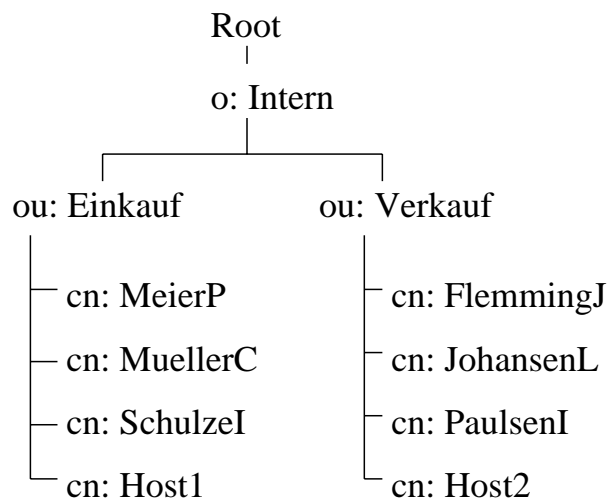 Root
o: Intern
ou: Einkauf
ou: Verkauf
cn: MeierP
cn: FlemmingJ
cn: MuellerC
cn: JohansenL
cn: SchulzeI
cn: PaulsenI
cn: Host1
cn: Host2